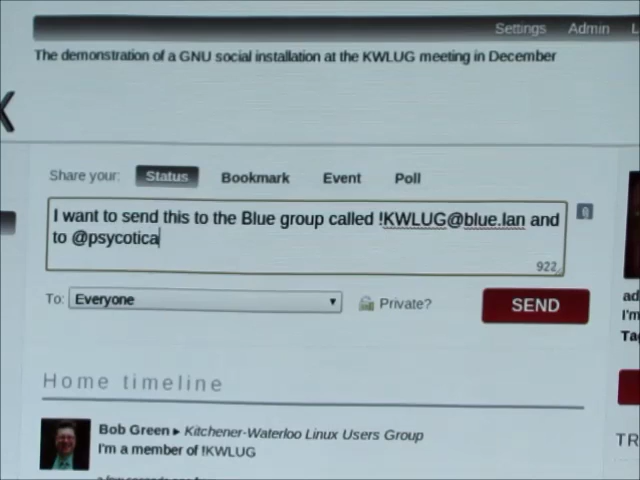 Settings Admin
The demonstration of a GNU social installation at the KWLUG meeting in December
Share your: Status Bookmark Event Poll
I want to send this to the Blue group called !KWLUG@blue.lan and
to @psycotica
922
To: Everyone Private? SEND
Home timeline
Bob Green ▸ Kitchener-Waterloo Linux Users Group
I'm a member of !KWLUG